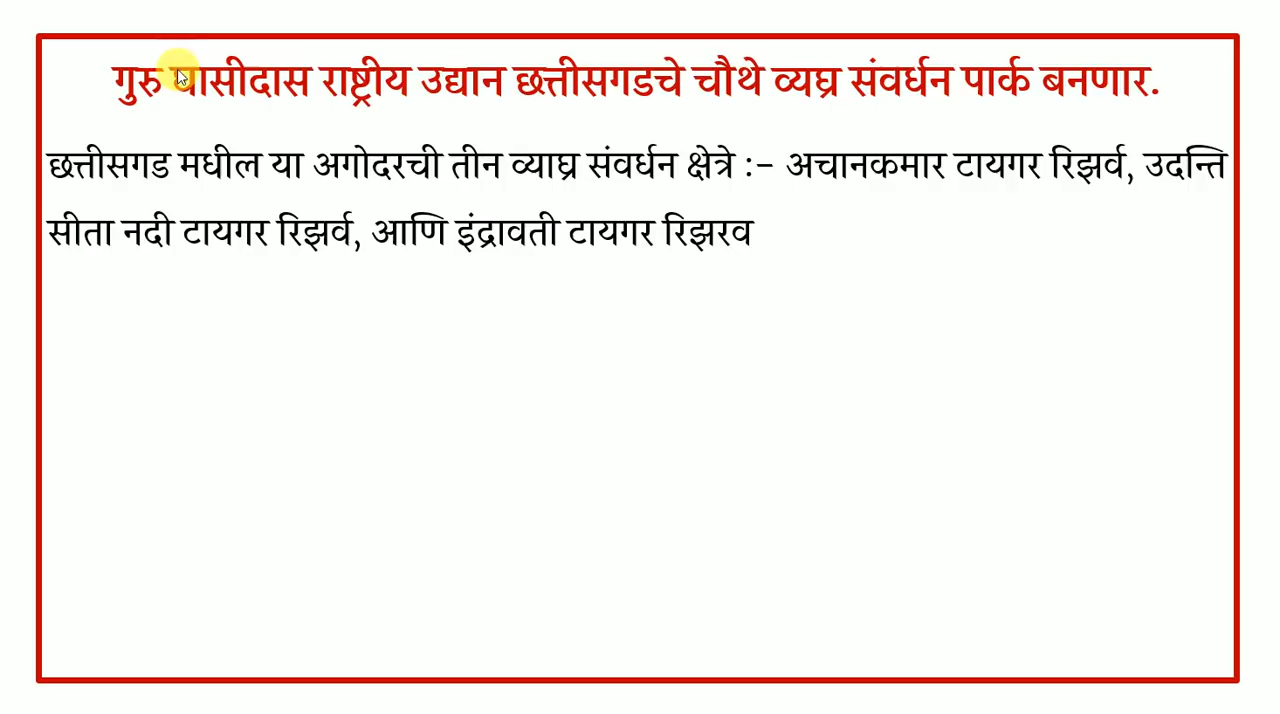 गुरु घासीदास राष्ट्रीय उद्यान छत्तीसगडचे चौथे व्यघ्र संवर्धन पार्क बनणार.
छत्तीसगड मधील या अगोदरची तीन व्याघ्र संवर्धन क्षेत्रे :- अचानकमार टायगर रिझर्व, उदन्ति
सीता नदी टायगर रिझर्व, आणि इंद्रावती टायगर रिझरव